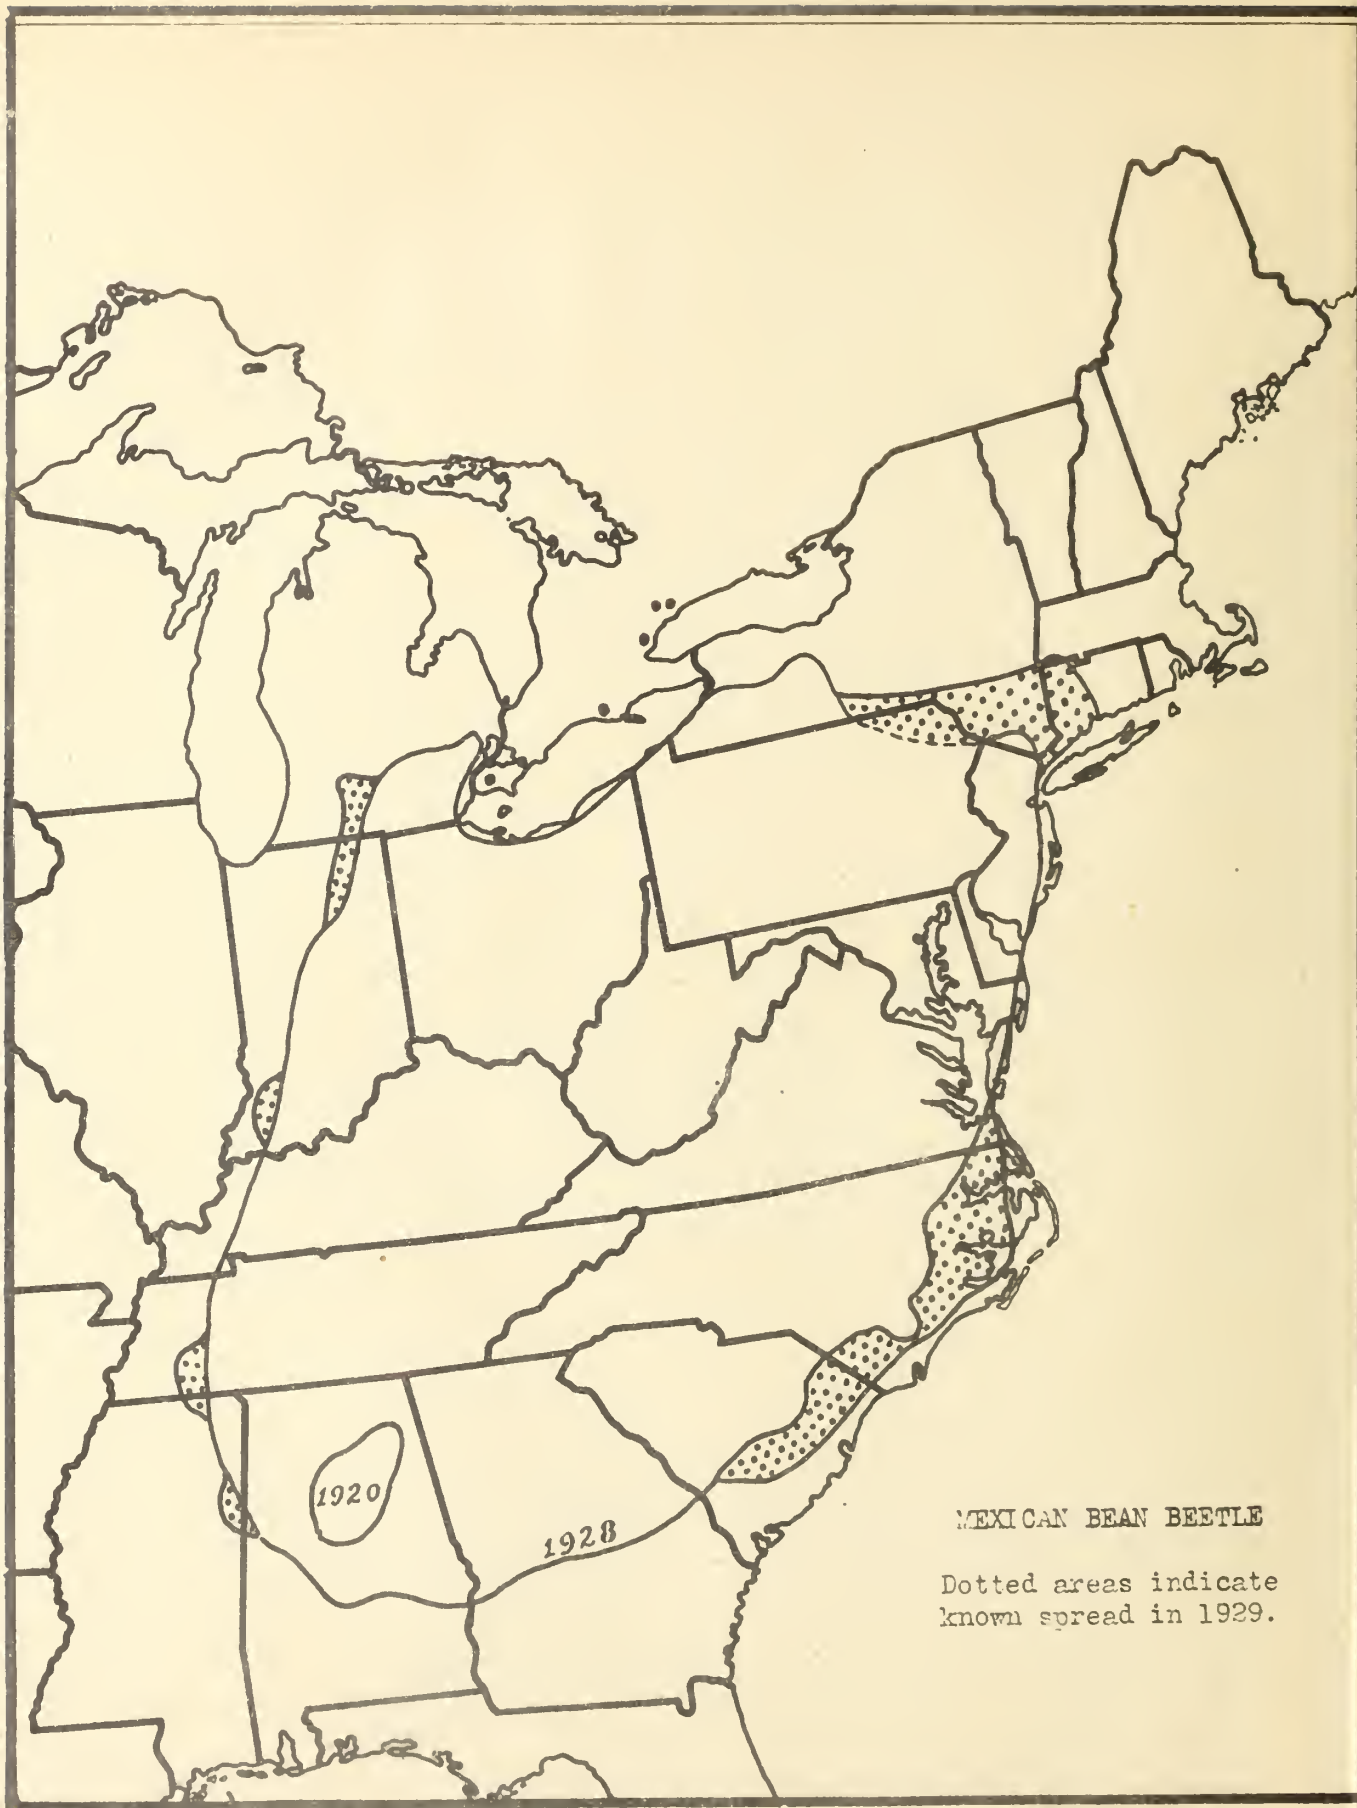 1920
1928
MEXICAN BEAN BEETLE
Dotted areas indicate
known spread in 1929.